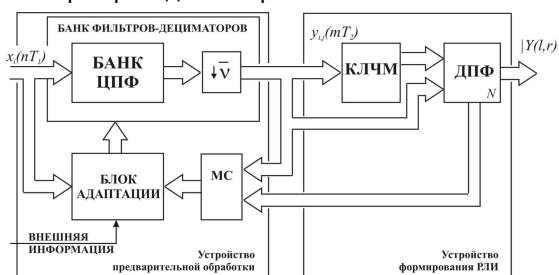 БАНК ФИЛЬТРОВ-ДЕЦИМАТОРОВ
x_i(nT_1)
БАНК
ЦПФ
↓ν̅
y_{i,j}(mT_2)
КЛЧМ
ДПФ
N
|Y(l,r)
БЛОК
АДАПТАЦИИ
МС
ВНЕШНЯЯ
ИНФОРМАЦИЯ
Устройство
предварительной обработки
Устройство
формирования РЛИ